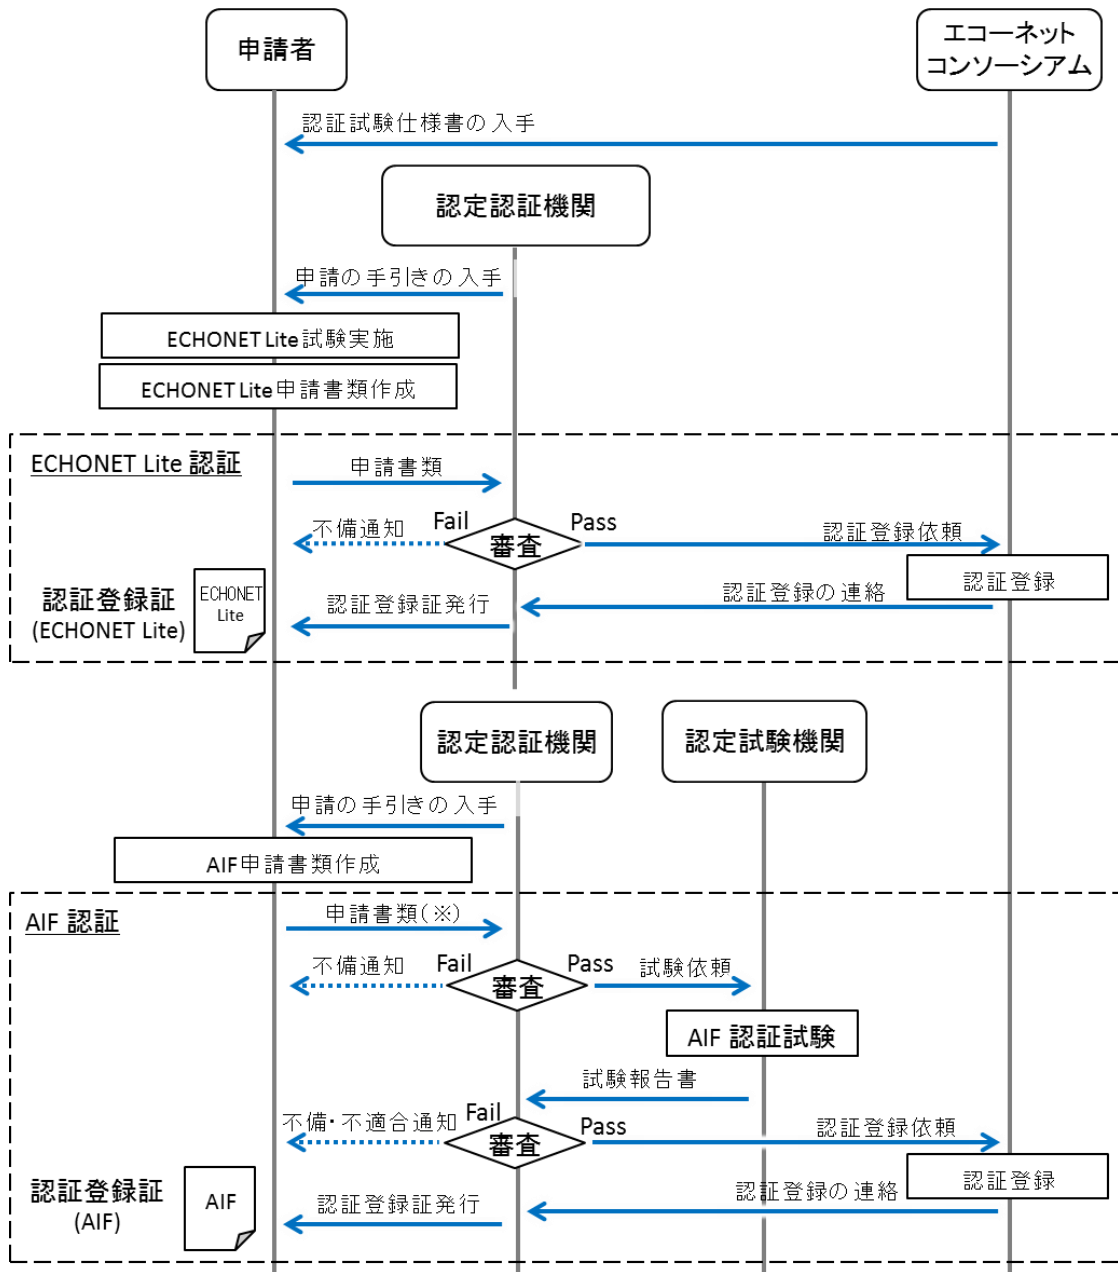 申請者
エコーネット
コンソーシアム
認証試験仕様書の入手
認定認証機関
申請の手引きの入手
ECHONET Lite試験実施
ECHONET Lite申請書類作成
ECHONET Lite 認証
申請書類
不備通知
Fail
審査
Pass
認証登録依頼
認証登録
認証登録の連絡
認証登録証発行
認証登録証
(ECHONET Lite)
ECHONET
Lite
認定認証機関
認定試験機関
申請の手引きの入手
AIF申請書類作成
AIF 認証
申請書類(※)
不備通知
Fail
審査
Pass
試験依頼
AIF 認証試験
試験報告書
不備・不適合通知
Fail
審査
Pass
認証登録依頼
認証登録
認証登録の連絡
認証登録証発行
認証登録証
(AIF)
AIF